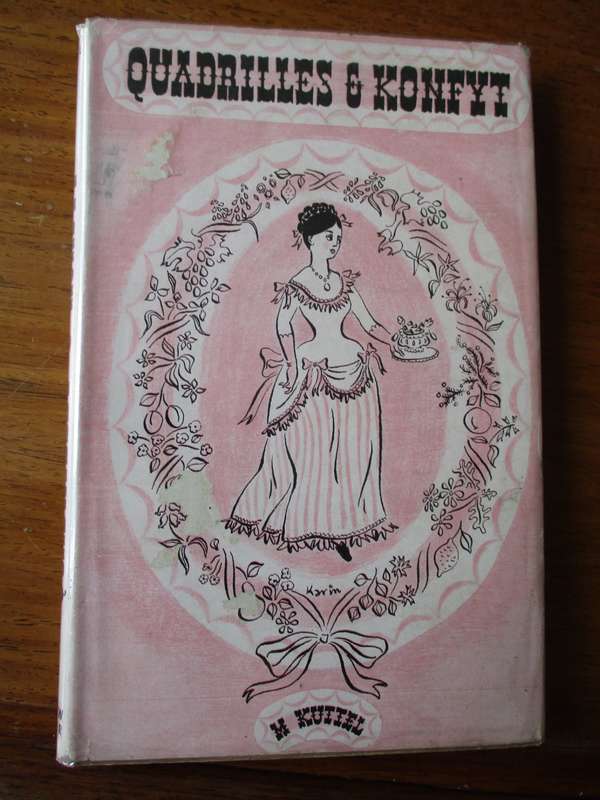 QUADRILLES & KONFYT
Karin
M KUTTEL